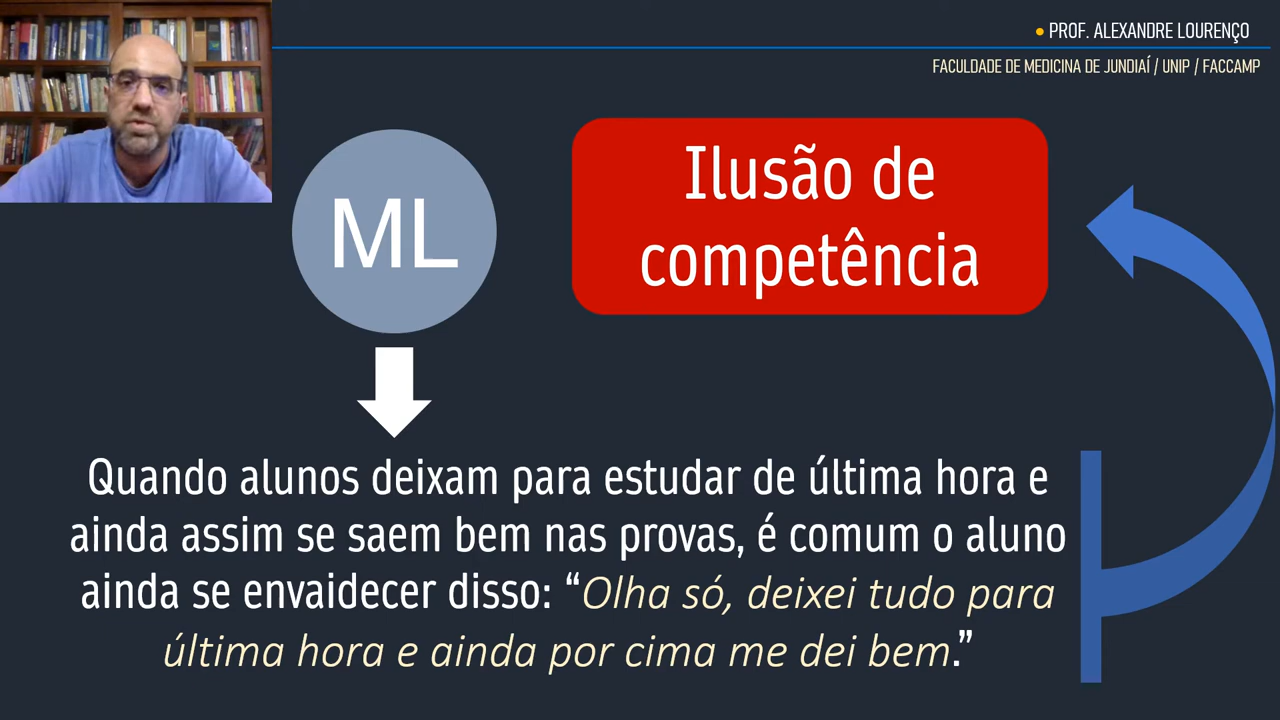 • PROF. ALEXANDRE LOURENÇO
FACULDADE DE MEDICINA DE JUNDIAÍ / UNIP / FACCAMP
ML
Ilusão de
competência
Quando alunos deixam para estudar de última hora e
ainda assim se saem bem nas provas, é comum o aluno
ainda se envaidecer disso: “Olha só, deixei tudo para
última hora e ainda por cima me dei bem.”